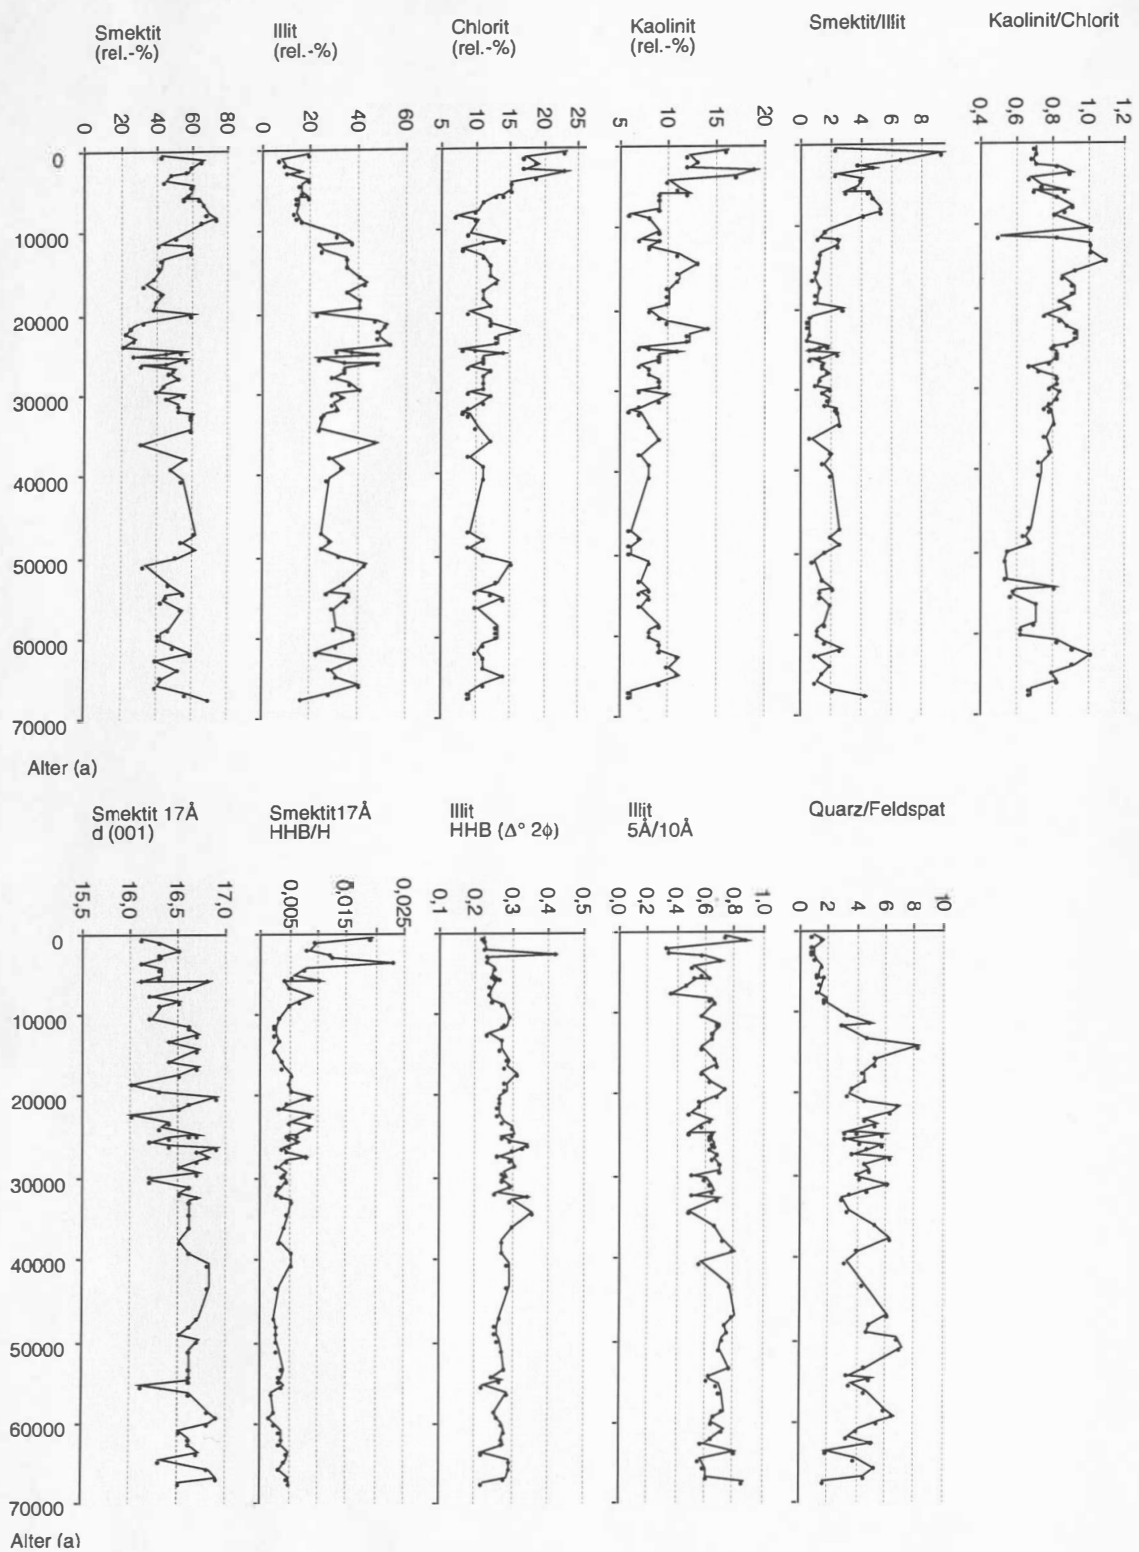 Smektit
(rel.-%)
Illit
(rel.-%)
Chlorit
(rel.-%)
Kaolinit
(rel.-%)
Smektit/Illit
Kaolinit/Chlorit
0 20 40 60 80
0 20 40 60
5 10 15 20 25
5 10 15 20
0 2 4 6 8
0,4 0,6 0,8 1,0 1,2
0
10000
20000
30000
40000
50000
60000
70000
Alter (a)
Smektit 17Å
d (001)
Smektit17Å
HHB/H
Illit
HHB (Δ° 2ϕ)
Illit
5Å/10Å
Quarz/Feldspat
15,5 16,0 16,5 17,0
0,005 0,015 0,025
0,1 0,2 0,3 0,4 0,5
0,0 0,2 0,4 0,6 0,8 1,0
0 2 4 6 8 10
0
10000
20000
30000
40000
50000
60000
70000
Alter (a)